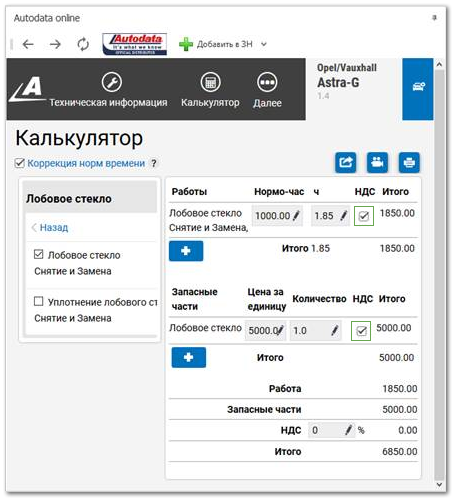 Autodata online
Autodata
It's what we know
OFFICIAL DISTRIBUTOR
Добавить в ЗН
Техническая информация
Калькулятор
Далее
Opel/Vauxhall
Astra-G
1.4
Калькулятор
Коррекция норм времени ?
Лобовое стекло
Назад
Лобовое стекло
Снятие и Замена
Уплотнение лобового ст
Снятие и Замена
Работы Нормо-час ч НДС Итого
Лобовое стекло 1000.00 1.85 1850.00
Снятие и Замена,
Итого 1.85 1850.00
Запасные части Цена за единицу Количество НДС Итого
Лобовое стекло 5000.0 1.0 5000.00
Итого 5000.00
Работа 1850.00
Запасные части 5000.00
НДС 0 % 0.00
Итого 6850.00